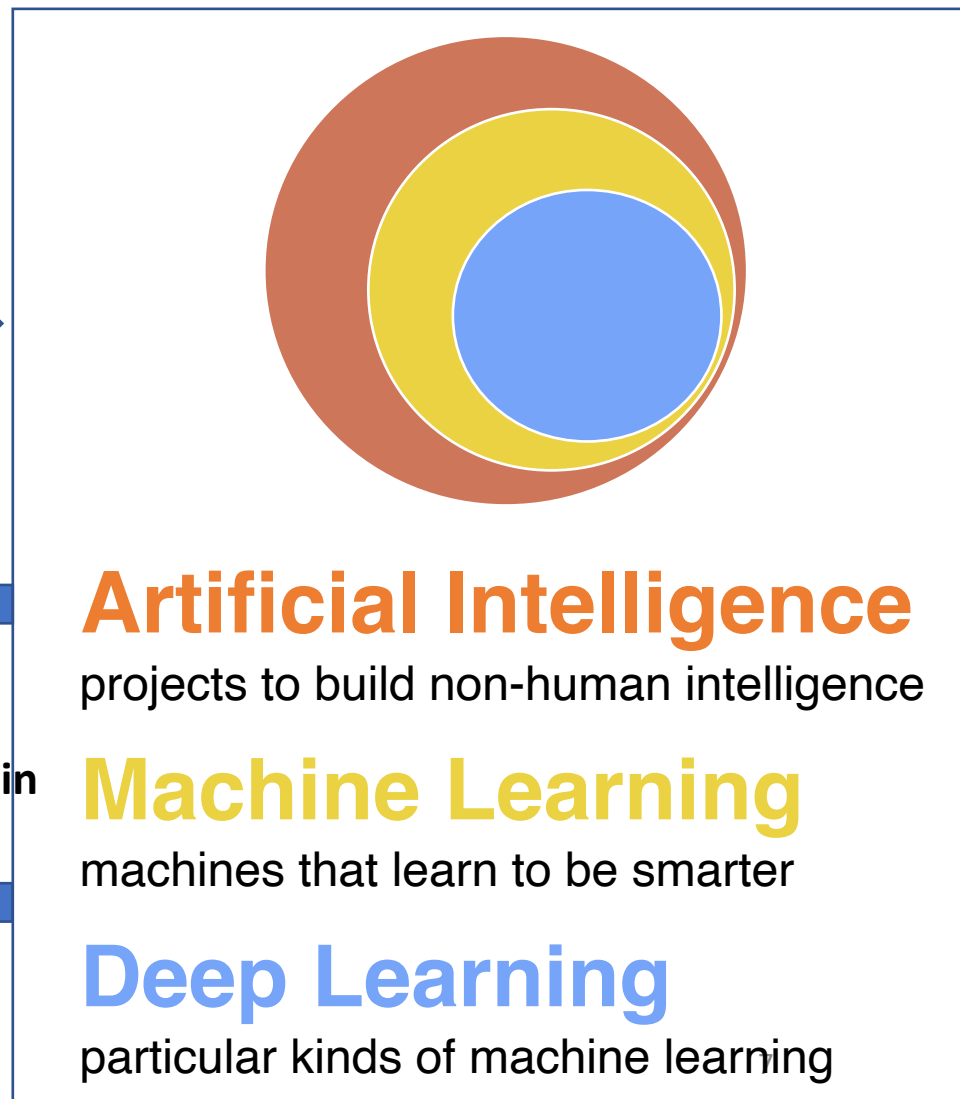 Artificial Intelligence
projects to build non-human intelligence
in
Machine Learning
machines that learn to be smarter
Deep Learning
particular kinds of machine learning
7